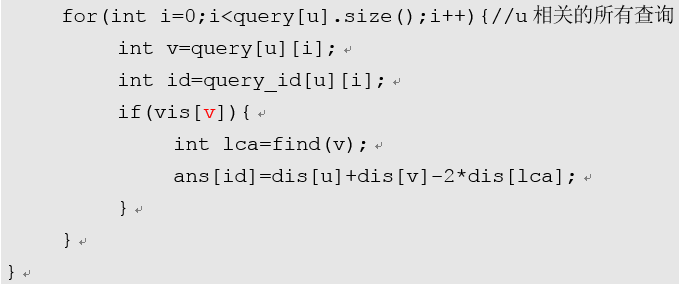 for(int i=0;i<query[u].size();i++){//u 相关的所有查询
int v=query[u][i];
int id=query_id[u][i];
if(vis[v]){
int lca=find(v);
ans[id]=dis[u]+dis[v]-2*dis[lca];
}
}
}